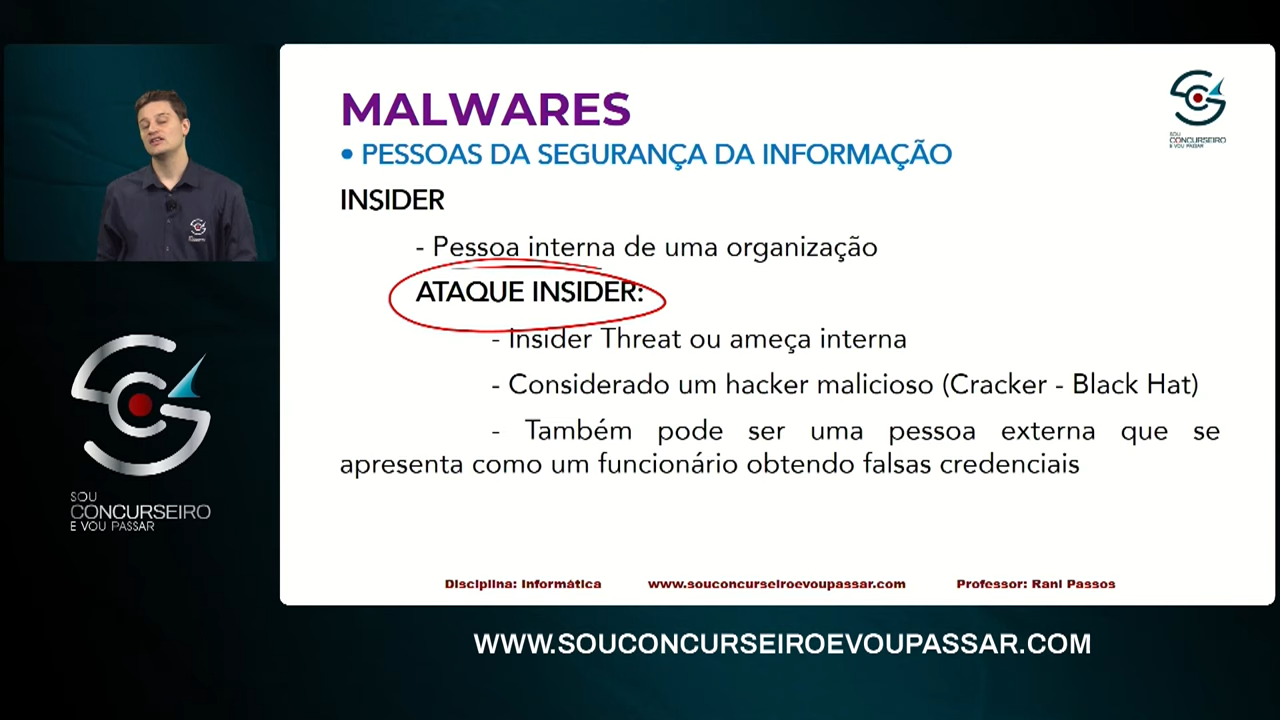 MALWARES
• PESSOAS DA SEGURANÇA DA INFORMAÇÃO
INSIDER
- Pessoa interna de uma organização
ATAQUE INSIDER:
- Insider Threat ou ameça interna
- Considerado um hacker malicioso (Cracker - Black Hat)
- Também pode ser uma pessoa externa que se
apresenta como um funcionário obtendo falsas credenciais
Disciplina: Informática www.souconcurseiroevoupassar.com Professor: Rani Passos
SOU
CONCURSEIRO
E VOU PASSAR
SOU
CONCURSEIRO
E VOU PASSAR
WWW.SOUCONCURSEIROEVOUPASSAR.COM